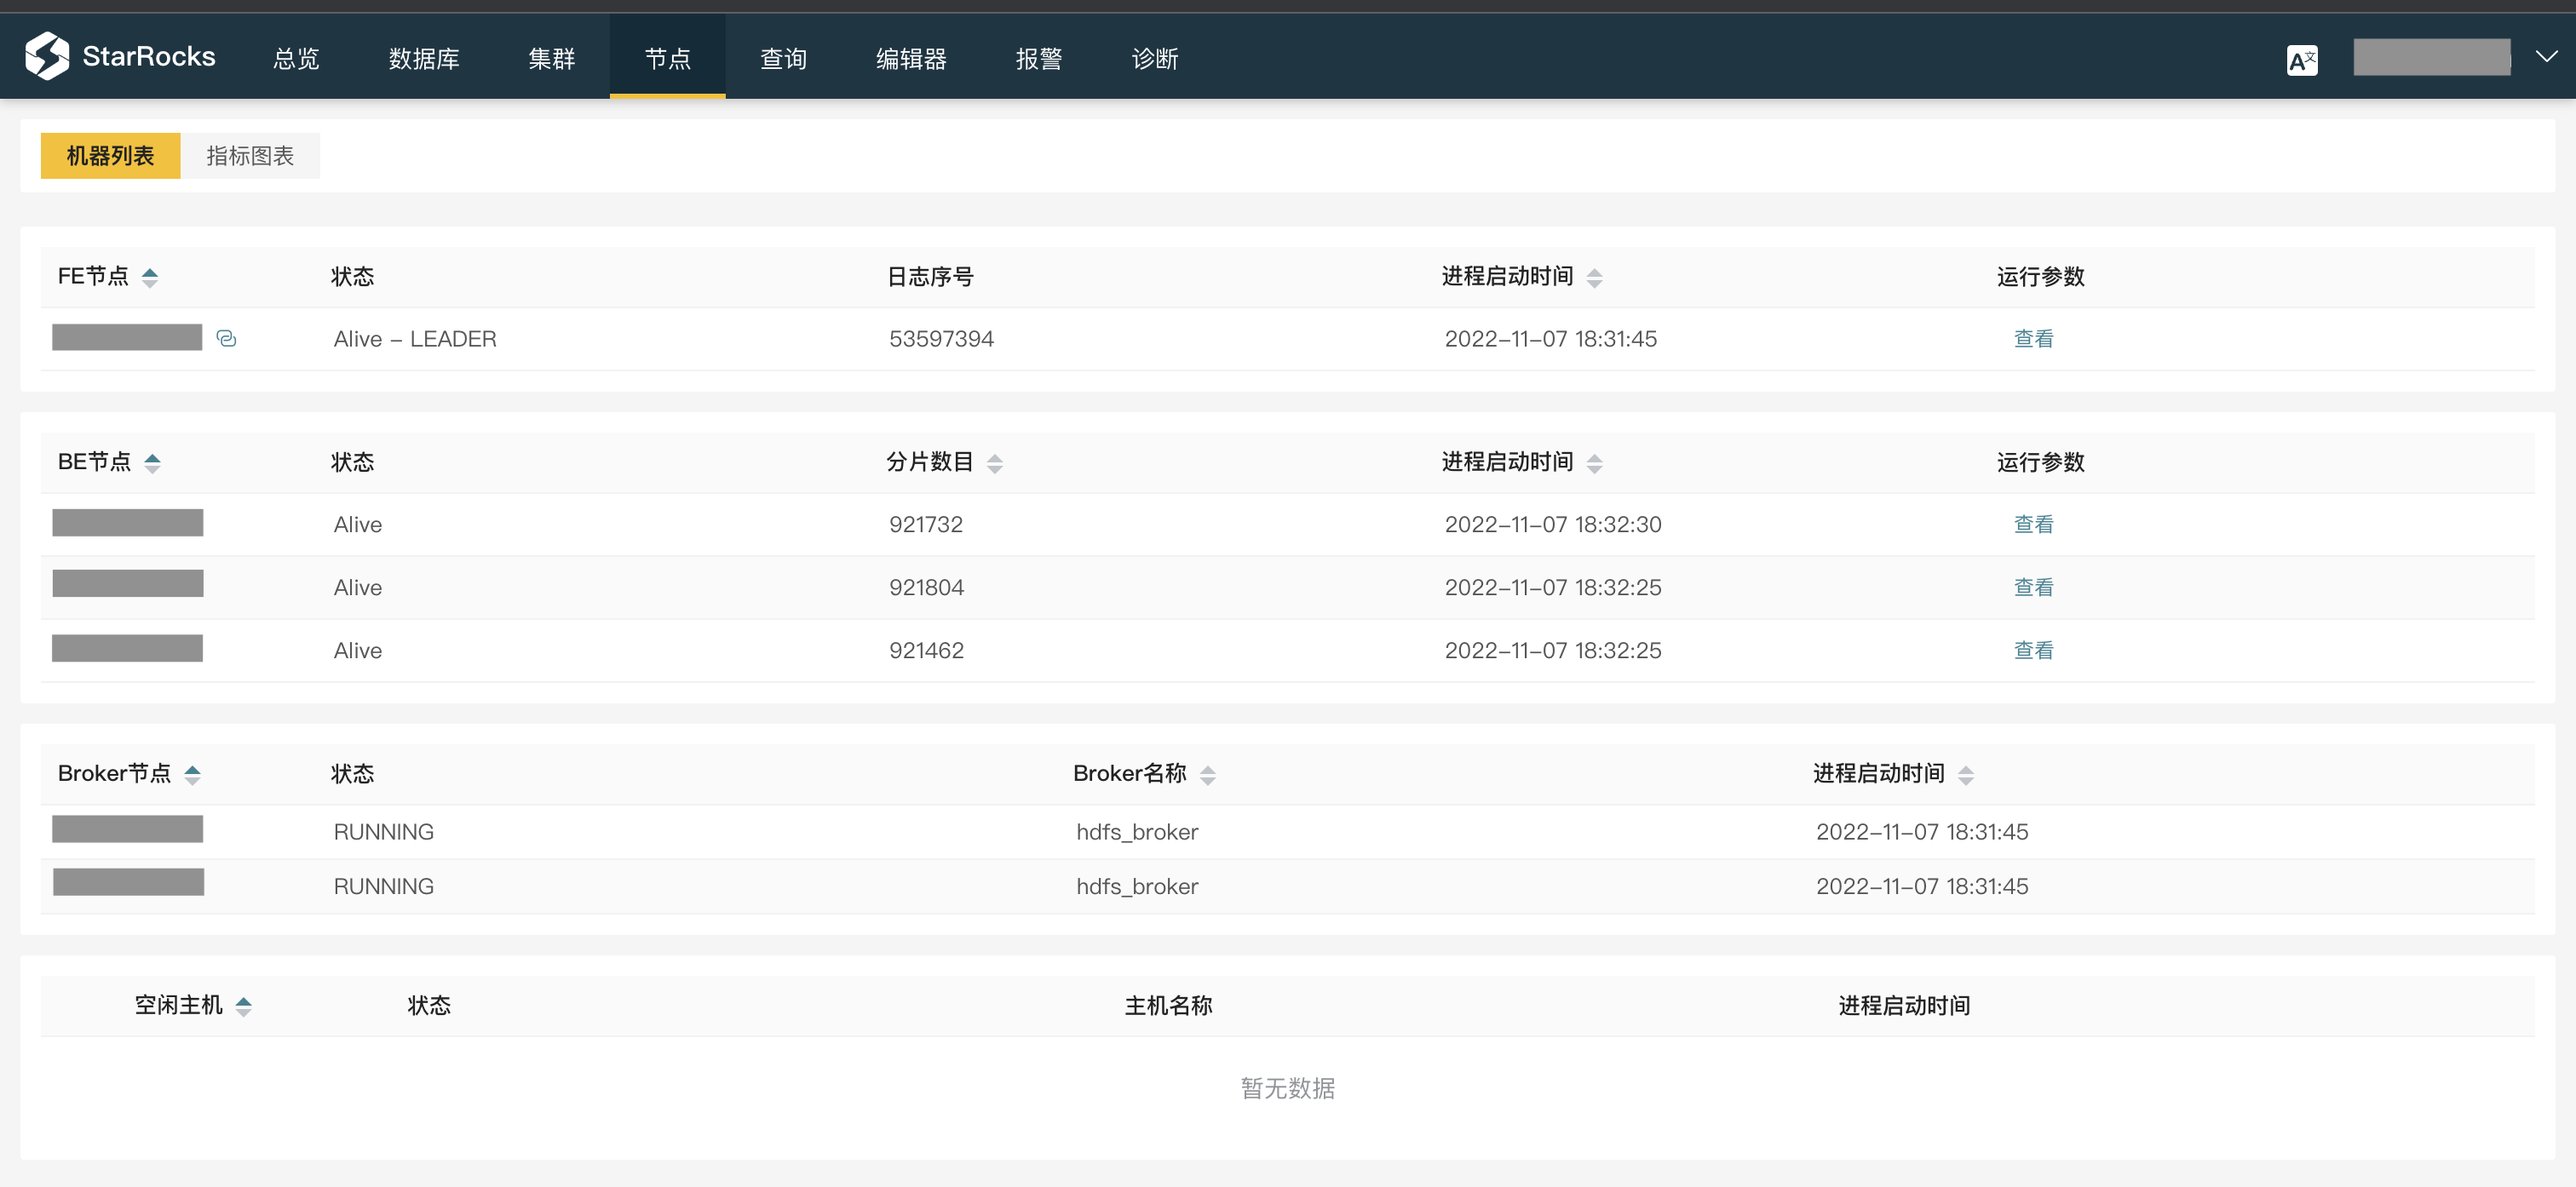 StarRocks 总览 数据库 集群 节点 查询 编辑器 报警 诊断 A文
机器列表 指标图表
FE节点 状态 日志序号 进程启动时间 运行参数
Alive - LEADER 53597394 2022-11-07 18:31:45 查看
BE节点 状态 分片数目 进程启动时间 运行参数
Alive 921732 2022-11-07 18:32:30 查看
Alive 921804 2022-11-07 18:32:25 查看
Alive 921462 2022-11-07 18:32:25 查看
Broker节点 状态 Broker名称 进程启动时间
RUNNING hdfs_broker 2022-11-07 18:31:45
RUNNING hdfs_broker 2022-11-07 18:31:45
空闲主机 状态 主机名称 进程启动时间
暂无数据